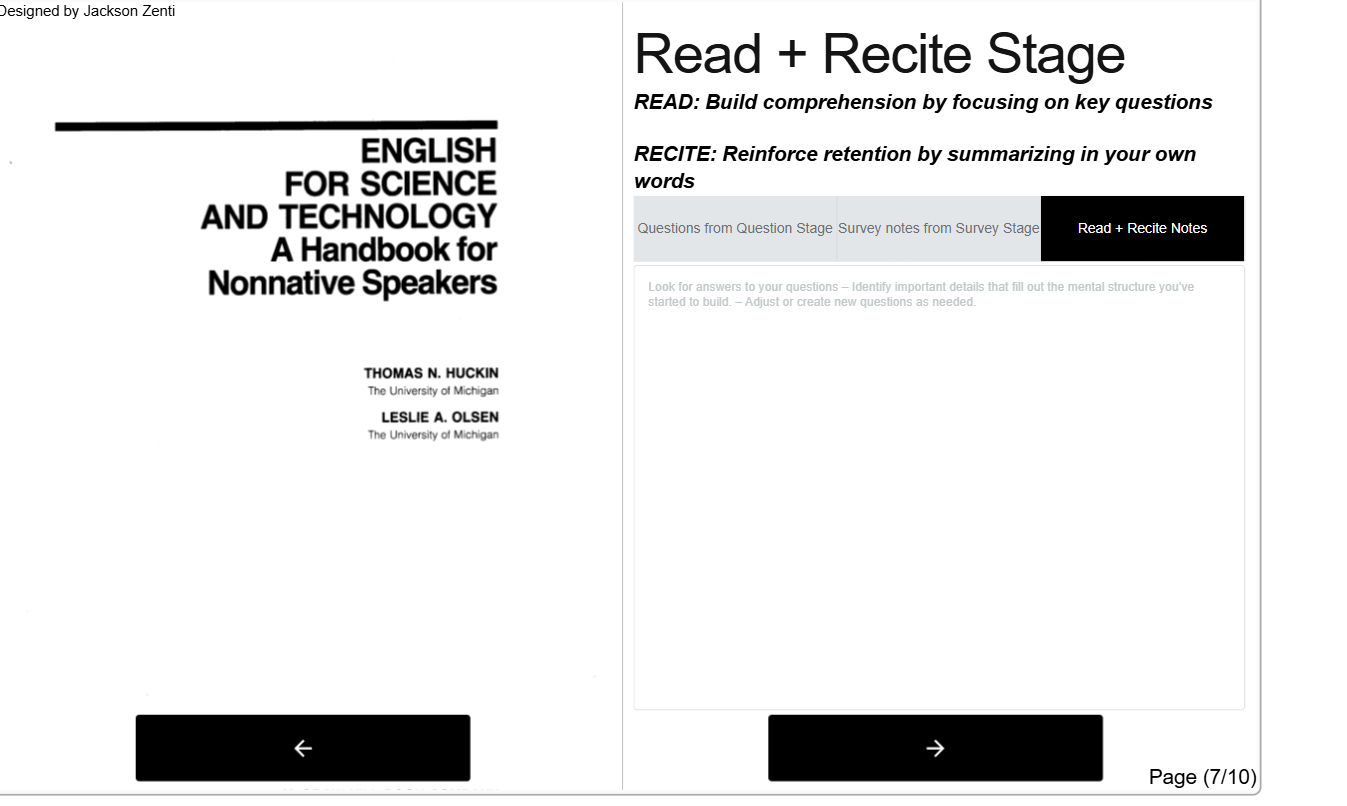 Designed by Jackson Zenti
ENGLISH
FOR SCIENCE
AND TECHNOLOGY
A Handbook for
Nonnative Speakers
THOMAS N. HUCKIN
The University of Michigan
LESLIE A. OLSEN
The University of Michigan
Read + Recite Stage
READ: Build comprehension by focusing on key questions
RECITE: Reinforce retention by summarizing in your own
words
Questions from Question Stage
Survey notes from Survey Stage
Read + Recite Notes
Look for answers to your questions – Identify important details that fill out the mental structure you've
started to build. – Adjust or create new questions as needed.
Page (7/10)